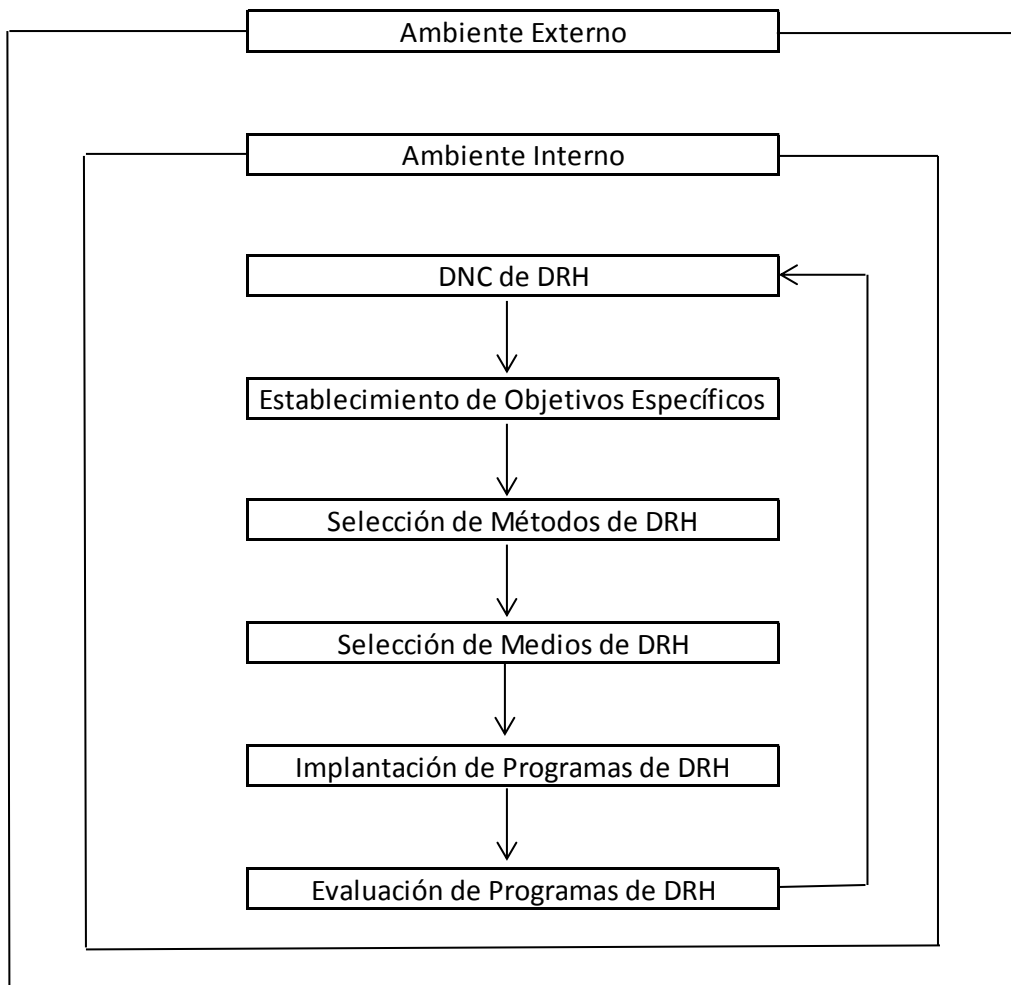 Ambiente Externo
Ambiente Interno
DNC de DRH
Establecimiento de Objetivos Específicos
Selección de Métodos de DRH
Selección de Medios de DRH
Implantación de Programas de DRH
Evaluación de Programas de DRH